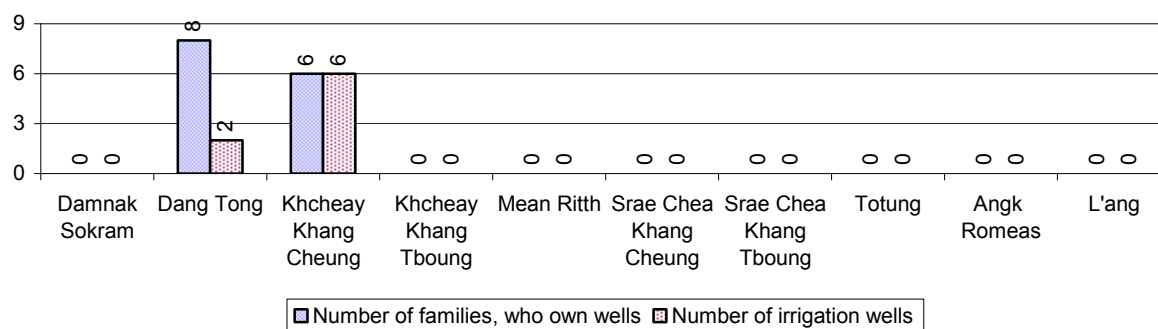 9
6
3
0
0 0
8 2
6 6
0 0
0 0
0 0
0 0
0 0
0 0
0 0
Damnak
Sokram
Dang Tong
Khcheay
Khang
Cheung
Khcheay
Khang
Tboung
Mean Ritth
Srae Chea
Khang
Cheung
Srae Chea
Khang
Tboung
Totung
Angk
Romeas
L'ang
Number of families, who own wells
Number of irrigation wells